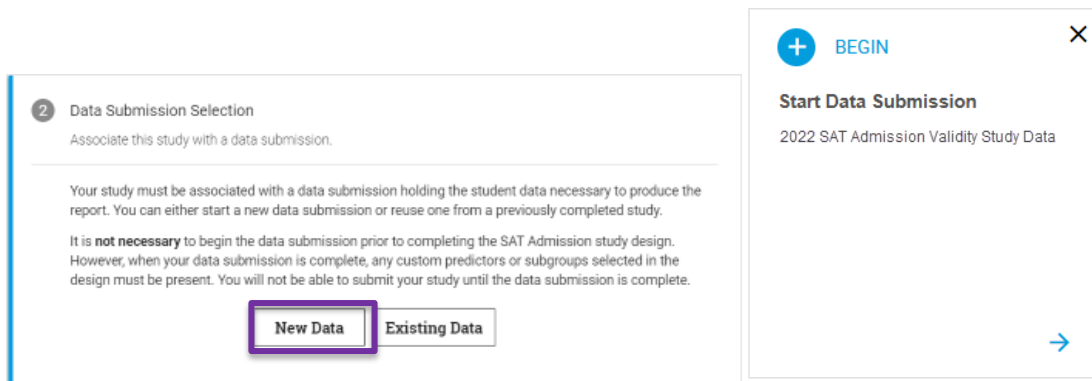 2
Data Submission Selection
Associate this study with a data submission.
Your study must be associated with a data submission holding the student data necessary to produce the
report. You can either start a new data submission or reuse one from a previously completed study.
It is not necessary to begin the data submission prior to completing the SAT Admission study design.
However, when your data submission is complete, any custom predictors or subgroups selected in the
design must be present. You will not be able to submit your study until the data submission is complete.
New Data
Existing Data
BEGIN
Start Data Submission
2022 SAT Admission Validity Study Data